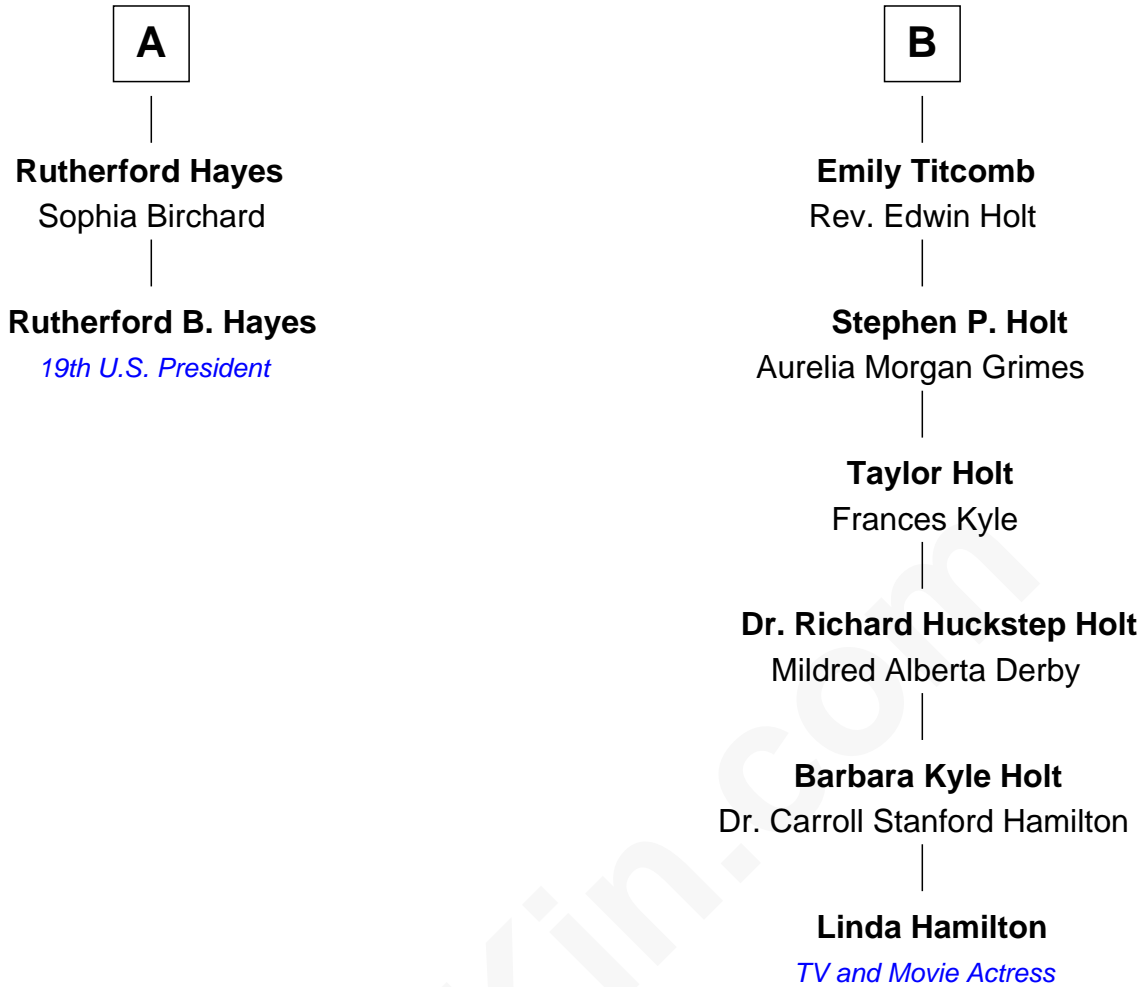 A
Rutherford Hayes
Sophia Birchard
Rutherford B. Hayes
19th U.S. President
B
Emily Titcomb
Rev. Edwin Holt
Stephen P. Holt
Aurelia Morgan Grimes
Taylor Holt
Frances Kyle
Dr. Richard Huckstep Holt
Mildred Alberta Derby
Barbara Kyle Holt
Dr. Carroll Stanford Hamilton
Linda Hamilton
TV and Movie Actress
Kin.com